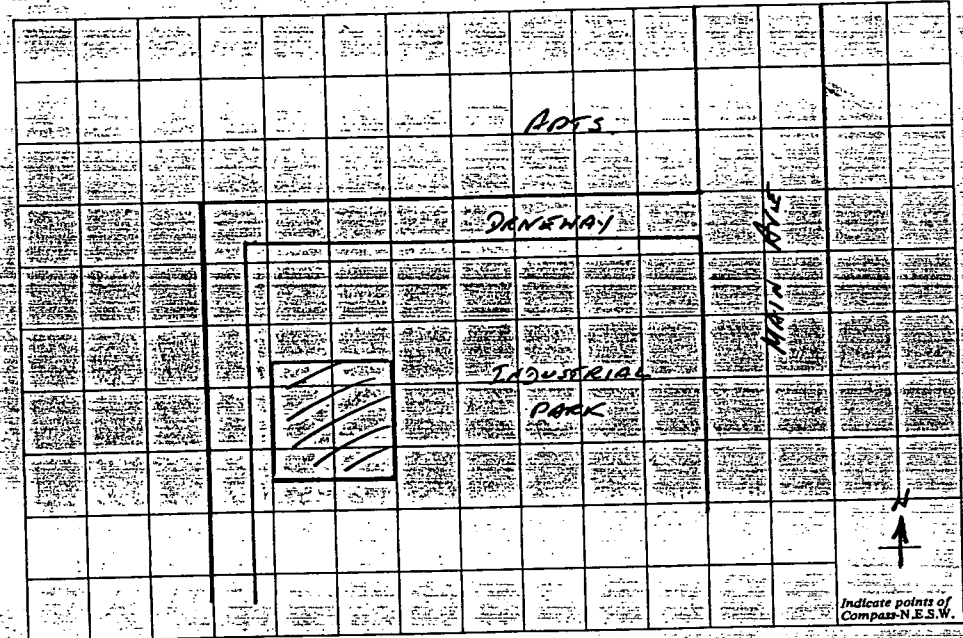 APTS
DRIVEWAY
MAIN AVE
INDUSTRIAL
PARK
N
Indicate points of
Compass-N.E.S.W.